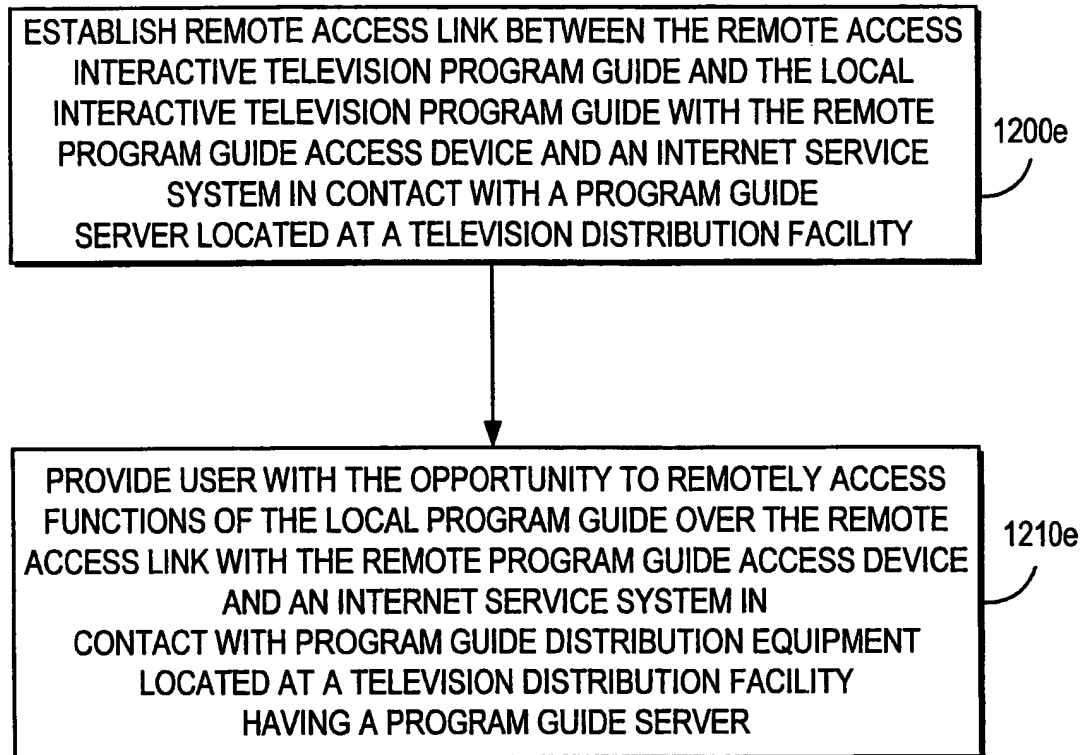 ESTABLISH REMOTE ACCESS LINK BETWEEN THE REMOTE ACCESS
INTERACTIVE TELEVISION PROGRAM GUIDE AND THE LOCAL
INTERACTIVE TELEVISION PROGRAM GUIDE WITH THE REMOTE
PROGRAM GUIDE ACCESS DEVICE AND AN INTERNET SERVICE
SYSTEM IN CONTACT WITH A PROGRAM GUIDE
SERVER LOCATED AT A TELEVISION DISTRIBUTION FACILITY
1200e
PROVIDE USER WITH THE OPPORTUNITY TO REMOTELY ACCESS
FUNCTIONS OF THE LOCAL PROGRAM GUIDE OVER THE REMOTE
ACCESS LINK WITH THE REMOTE PROGRAM GUIDE ACCESS DEVICE
AND AN INTERNET SERVICE SYSTEM IN
CONTACT WITH PROGRAM GUIDE DISTRIBUTION EQUIPMENT
LOCATED AT A TELEVISION DISTRIBUTION FACILITY
HAVING A PROGRAM GUIDE SERVER
1210e